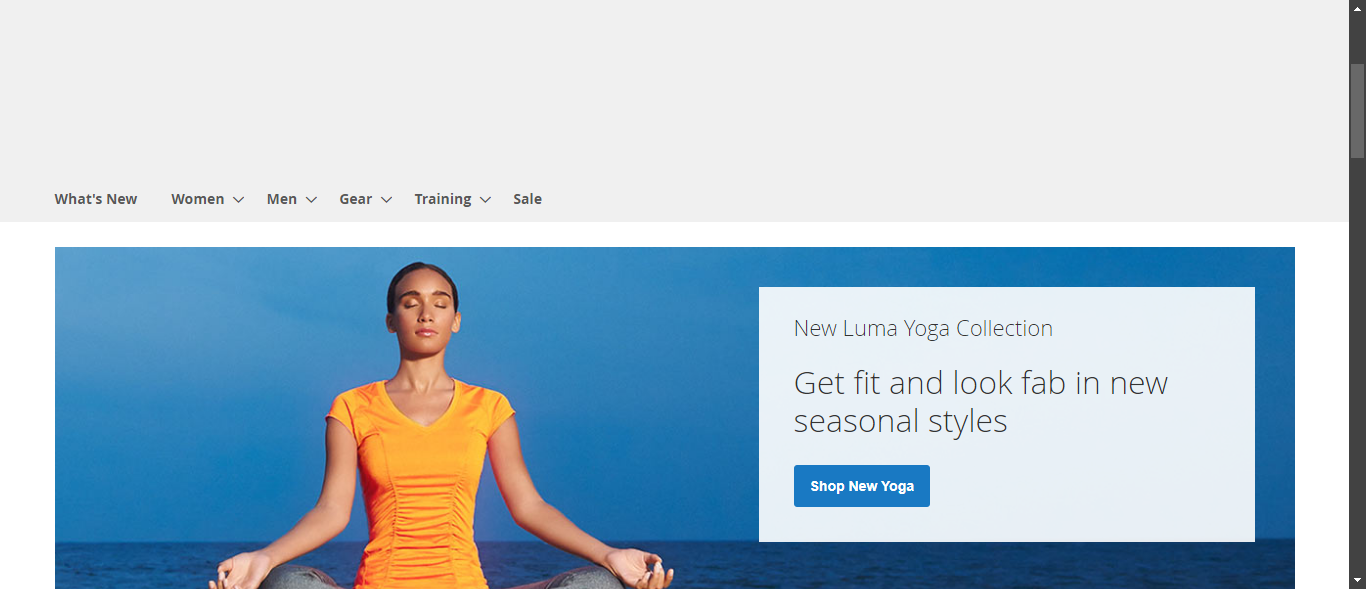 What's New Women Men Gear Training Sale
New Luma Yoga Collection
Get fit and look fab in new
seasonal styles
Shop New Yoga